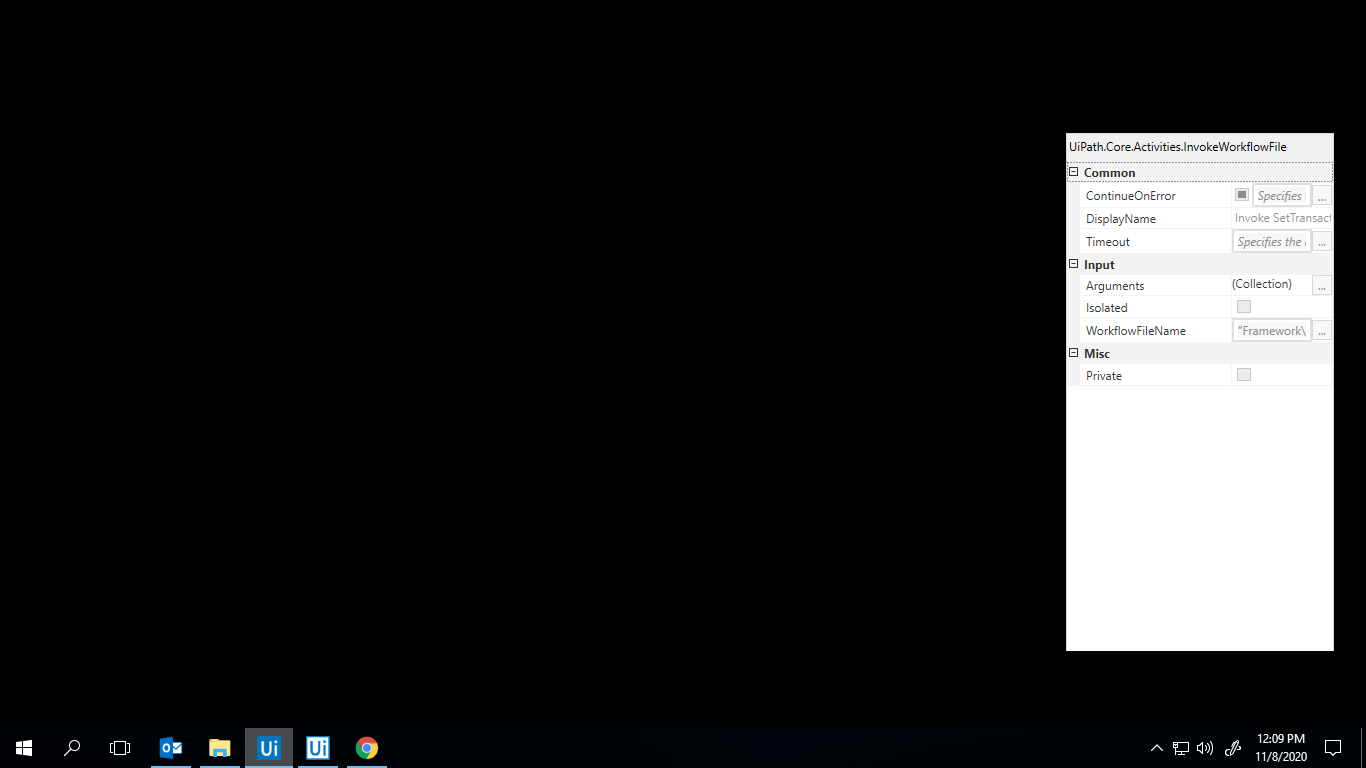 UiPath.Core.Activities.InvokeWorkflowFile
Common
ContinueOnError Specifies ...
DisplayName Invoke SetTransact
Timeout Specifies the ...
Input
Arguments (Collection) ...
Isolated
WorkflowFileName "Framework\ ...
Misc
Private
Ui Ui
12:09 PM
11/8/2020